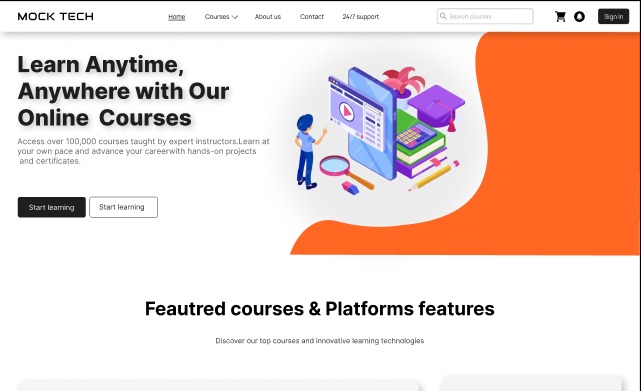 MOCK TECH
Home Courses About us Contact 24/7 support Search courses Sign In
Learn Anytime,
Anywhere with Our
Online Courses
Access over 100,000 courses taught by expert instructors.Learn at
your own pace and advance your careerwith hands-on projects
and certificates.
Start learning Start learning
Feautred courses & Platforms features
Discover our top courses and innovative learning technologies